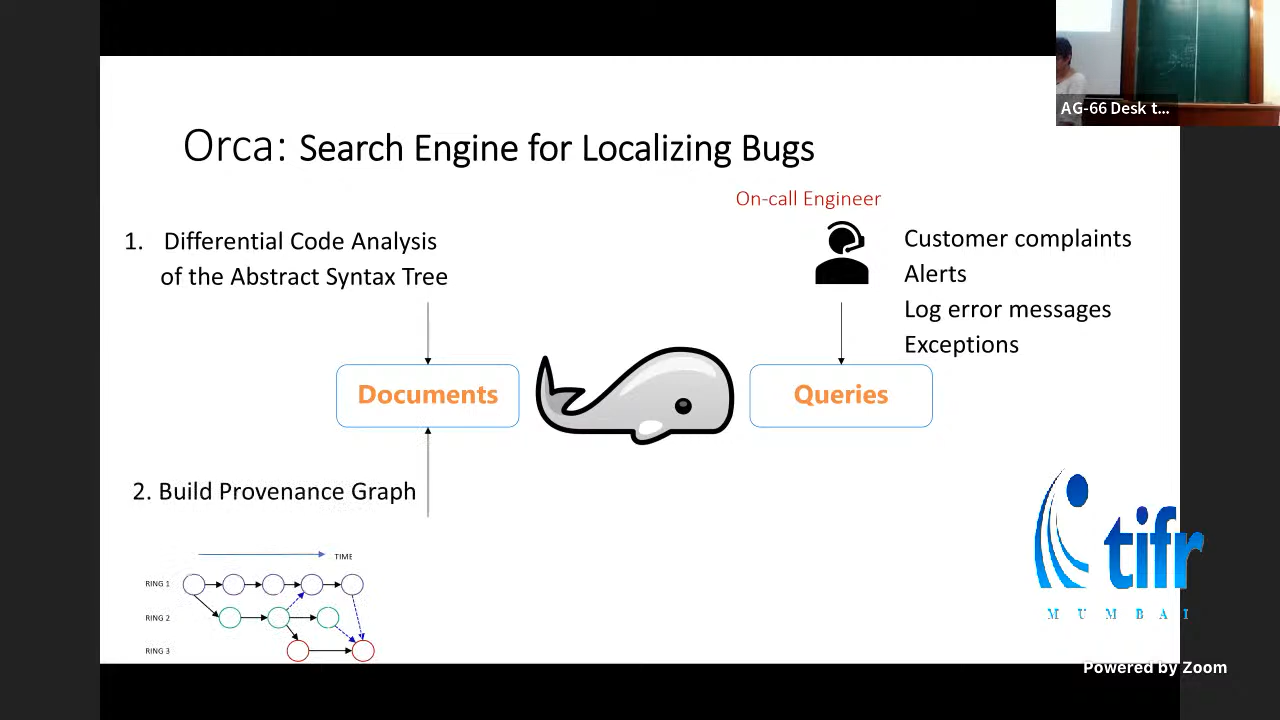 AG-66 Desk t...
Orca: Search Engine for Localizing Bugs
On-call Engineer
1. Differential Code Analysis
of the Abstract Syntax Tree
Customer complaints
Alerts
Log error messages
Exceptions
Documents
Queries
2. Build Provenance Graph
TIME
RING 1
RING 2
RING 3
tifr
MUMBAI
Powered by Zoom